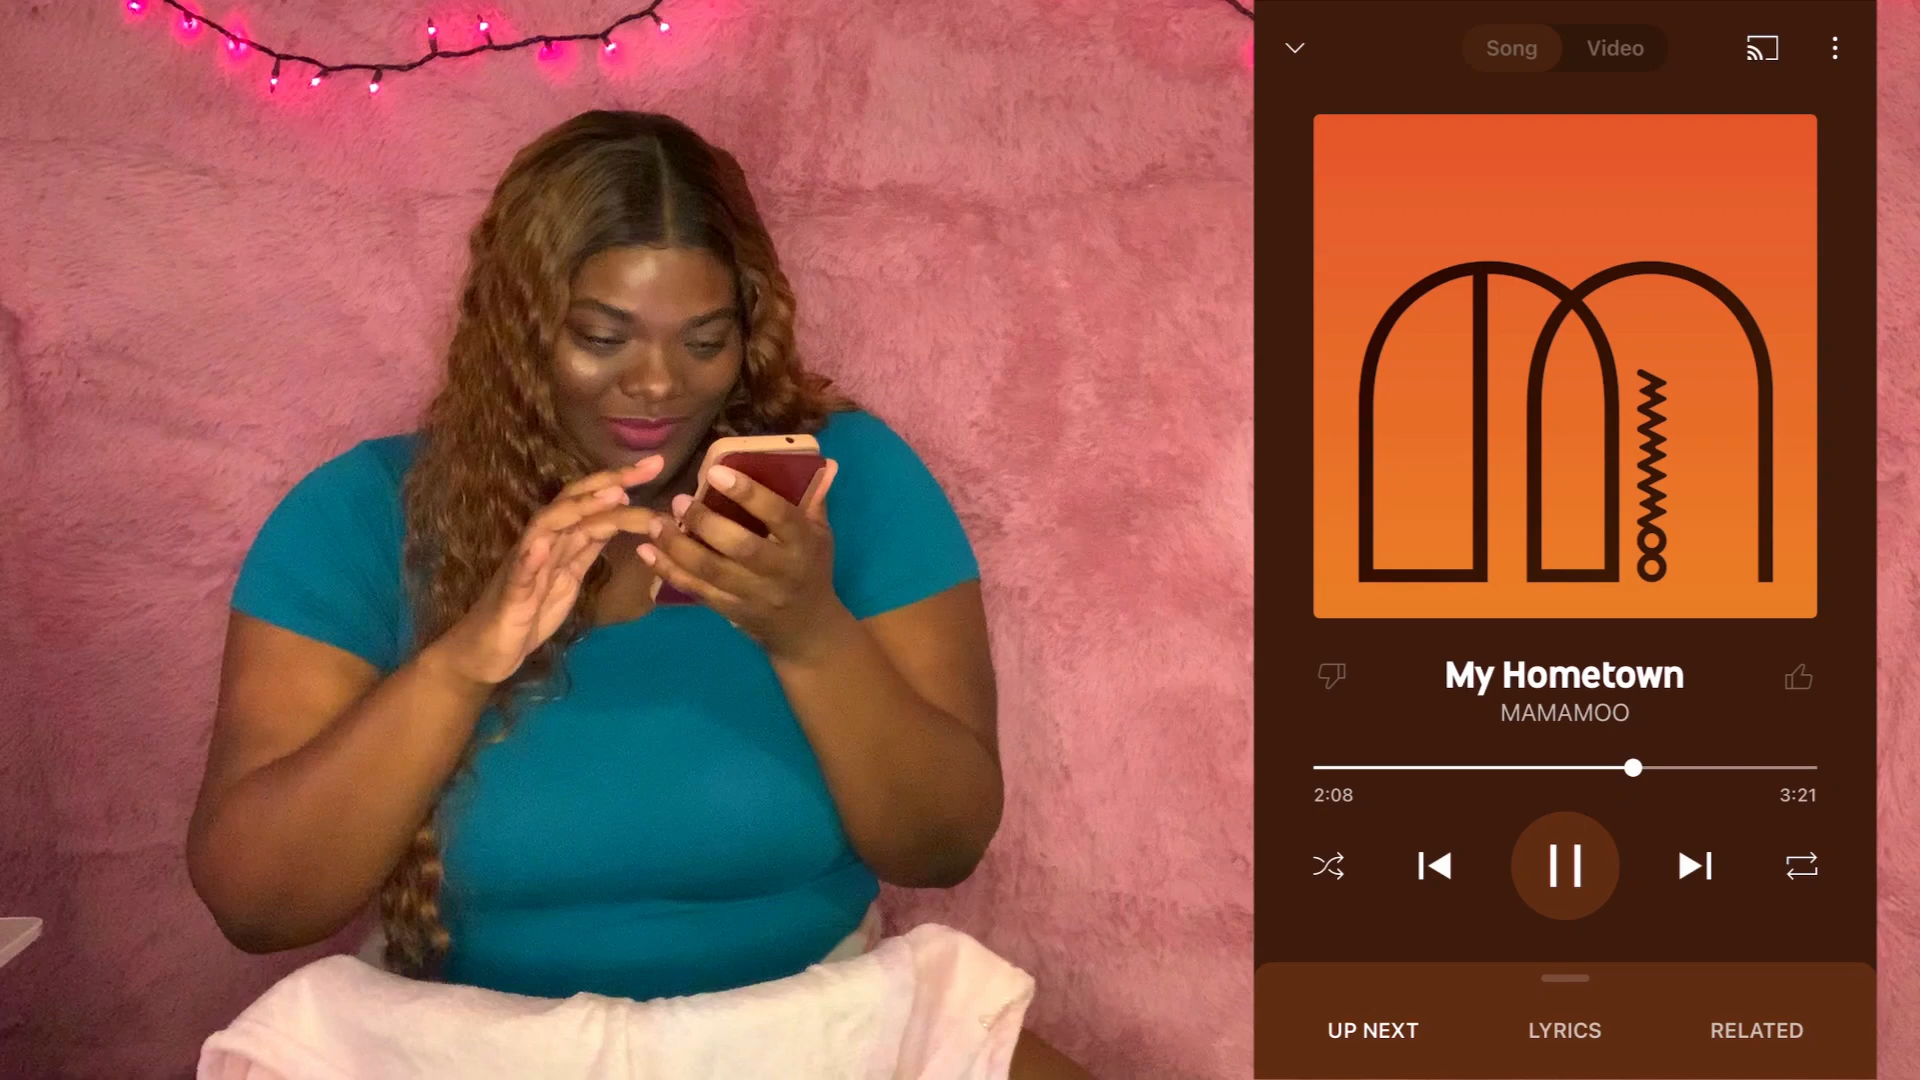 Song Video
My Hometown
MAMAMOO
2:08 3:21
UP NEXT LYRICS RELATED